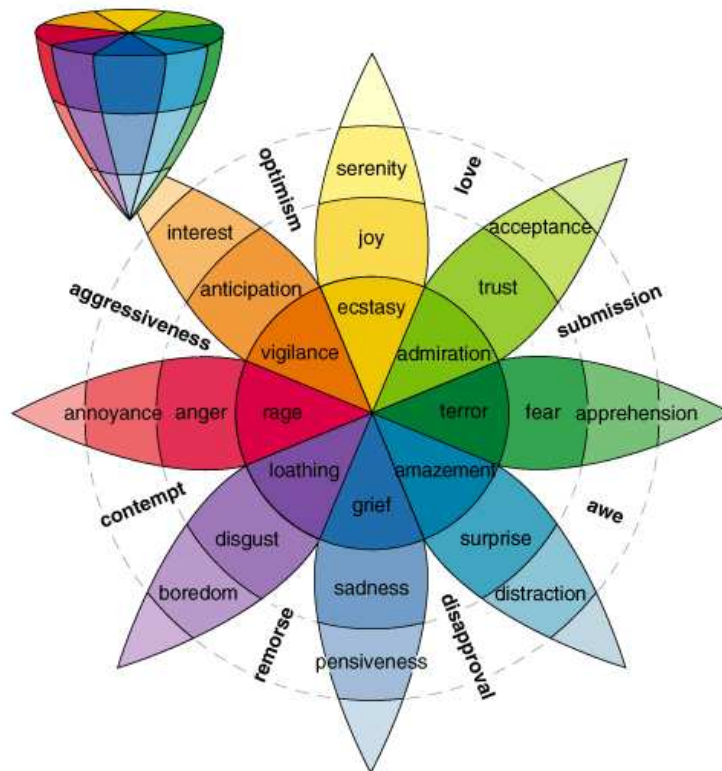 optimism
serenity
love
interest
acceptance
joy
anticipation
trust
aggressiveness
submission
ecstasy
vigilance
admiration
annoyance
anger
rage
terror
fear
apprehension
loathing
amazement
contempt
grief
awe
disgust
surprise
boredom
sadness
distraction
remorse
disapproval
pensiveness